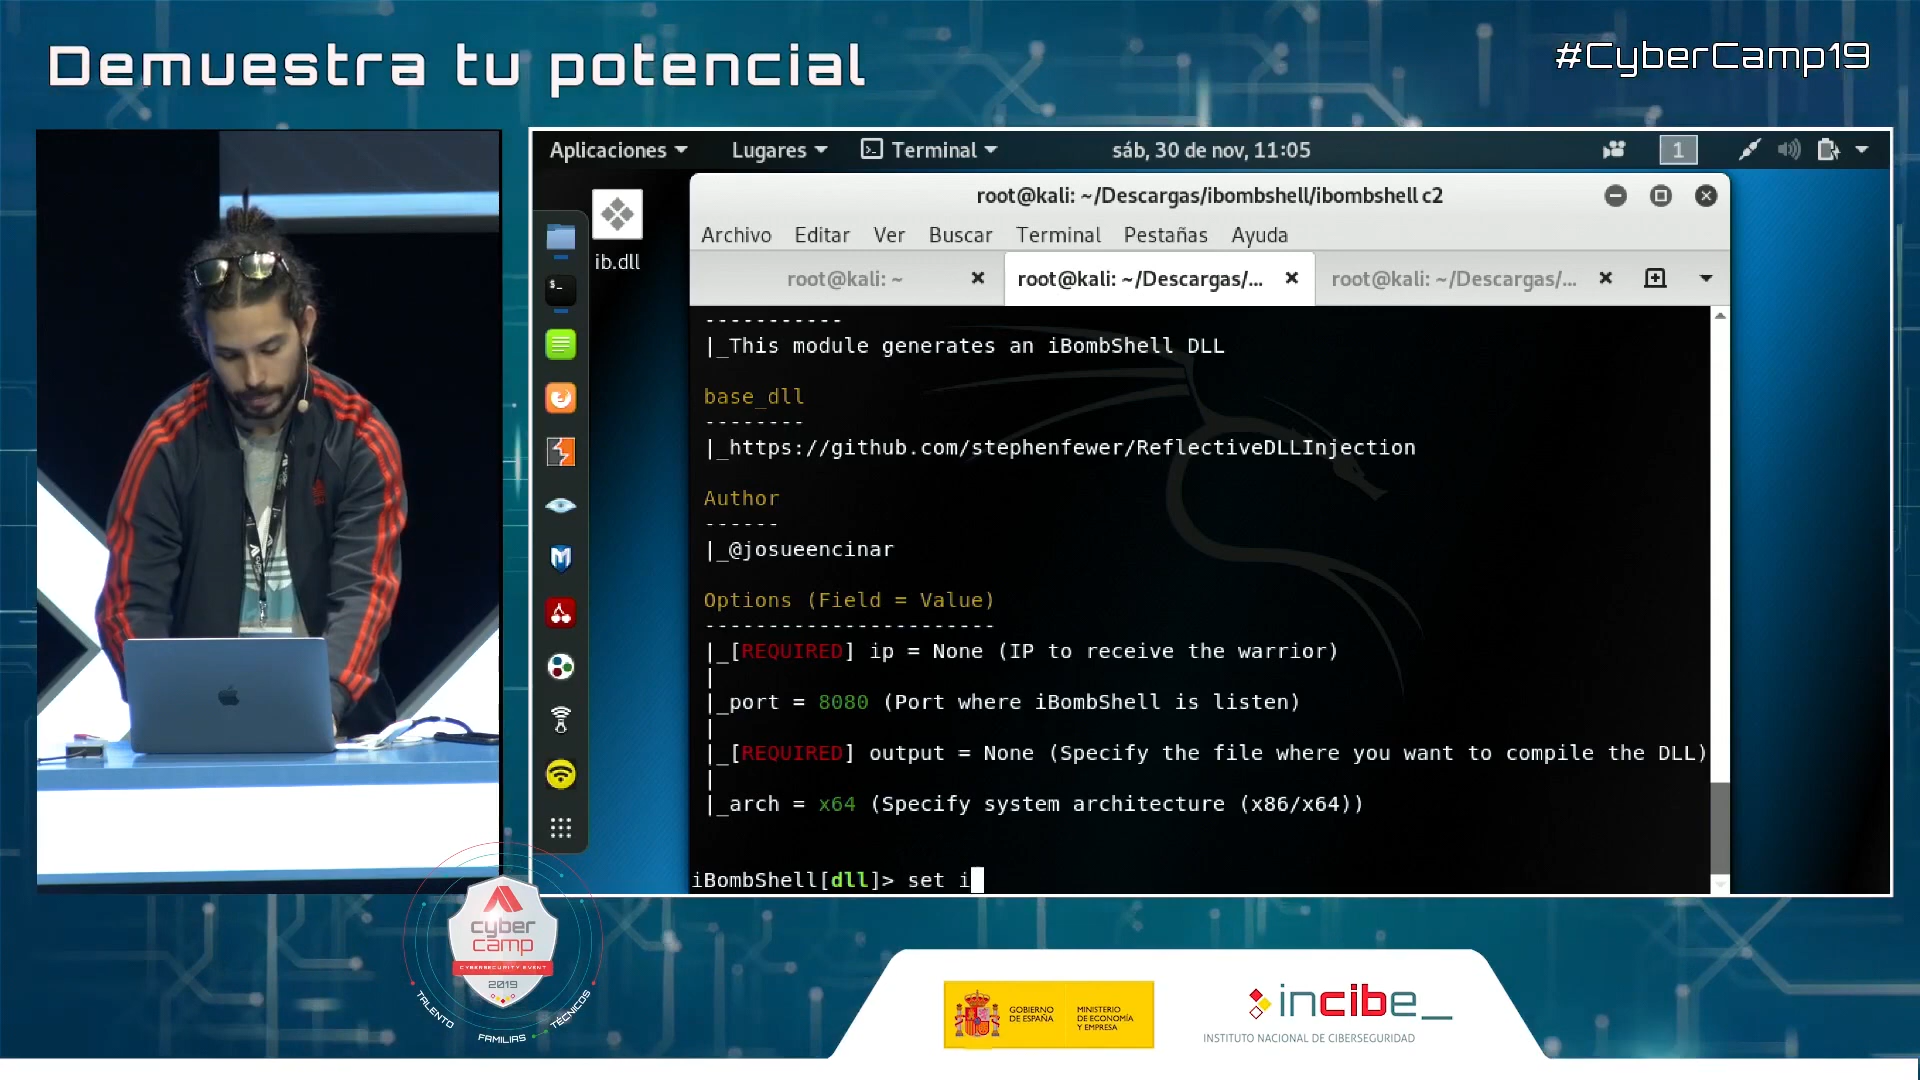 Demuestra tu potencial
#CyberCamp19
Aplicaciones
Lugares
Terminal
sáb, 30 de nov, 11:05
1
ib.dll
root@kali: ~/Descargas/ibombshell/ibombshell c2
Archivo Editar Ver Buscar Terminal Pestañas Ayuda
root@kali: ~
root@kali: ~/Descargas/...
root@kali: ~/Descargas/...
-----------
|_This module generates an iBombShell DLL
base_dll
--------
|_https://github.com/stephenfewer/ReflectiveDLLInjection
Author
------
|_@josueencinar
Options (Field = Value)
-----------------------
|_[REQUIRED] ip = None (IP to receive the warrior)
|
|_port = 8080 (Port where iBombShell is listen)
|
|_[REQUIRED] output = None (Specify the file where you want to compile the DLL)
|
|_arch = x64 (Specify system architecture (x86/x64))
iBombShell[dll]> set i
cyber
camp
CYBERSECURITY EVENT
2019
TALENTO
FAMILIAS
TÉCNICOS
GOBIERNO
DE ESPAÑA
MINISTERIO
DE ECONOMÍA
Y EMPRESA
incibe_
INSTITUTO NACIONAL DE CIBERSEGURIDAD